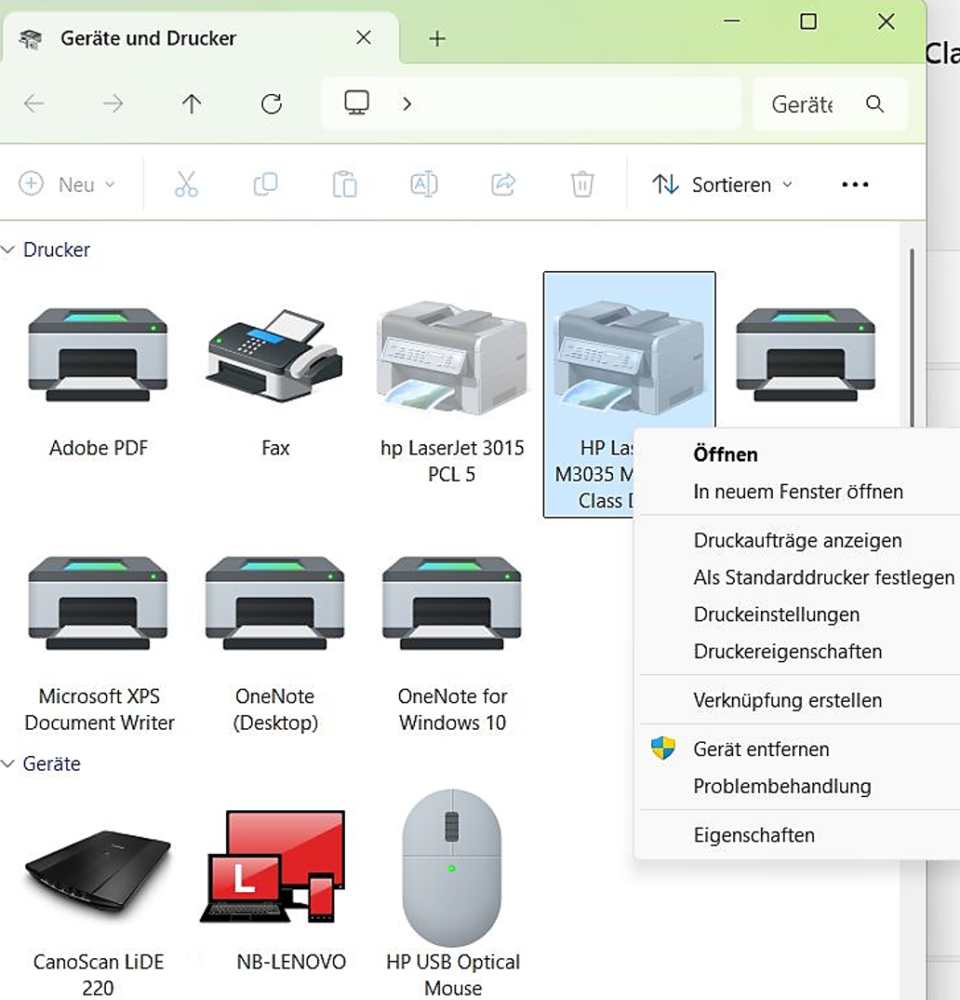 Geräte und Drucker
Cla
Geräte
Neu
Sortieren
Drucker
Adobe PDF
Fax
hp LaserJet 3015
PCL 5
HP Las
M3035 M
Class D
Öffnen
In neuem Fenster öffnen
Druckaufträge anzeigen
Als Standarddrucker festlegen
Druckeinstellungen
Druckereigenschaften
Verknüpfung erstellen
Gerät entfernen
Problembehandlung
Eigenschaften
Microsoft XPS
Document Writer
OneNote
(Desktop)
OneNote for
Windows 10
Geräte
L
CanoScan LiDE
220
NB-LENOVO
HP USB Optical
Mouse